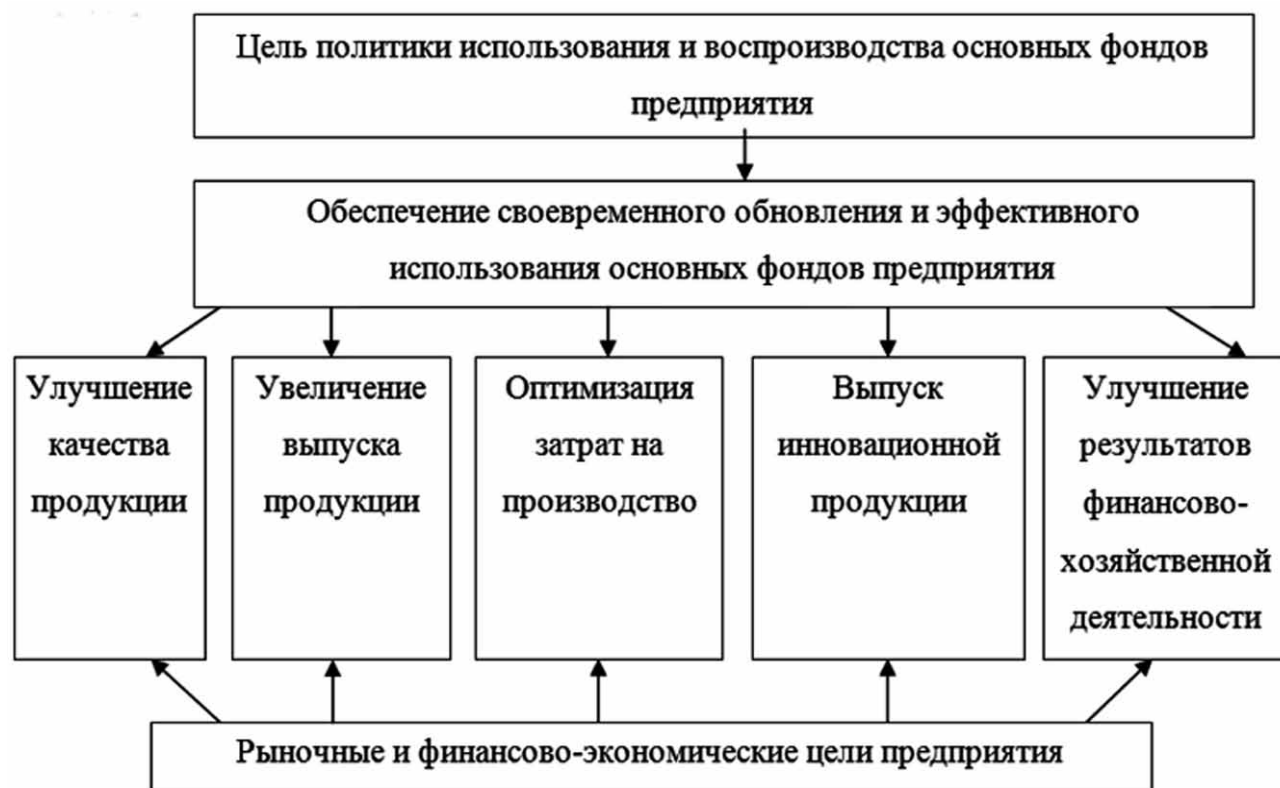 Цель политики использования и воспроизводства основных фондов
предприятия
Обеспечение своевременного обновления и эффективного
использования основных фондов предприятия
Улучшение
качества
продукции
Увеличение
выпуска
продукции
Оптимизация
затрат на
производство
Выпуск
инновационной
продукции
Улучшение
результатов
финансово-
хозяйственной
деятельности
Рыночные и финансово-экономические цели предприятия